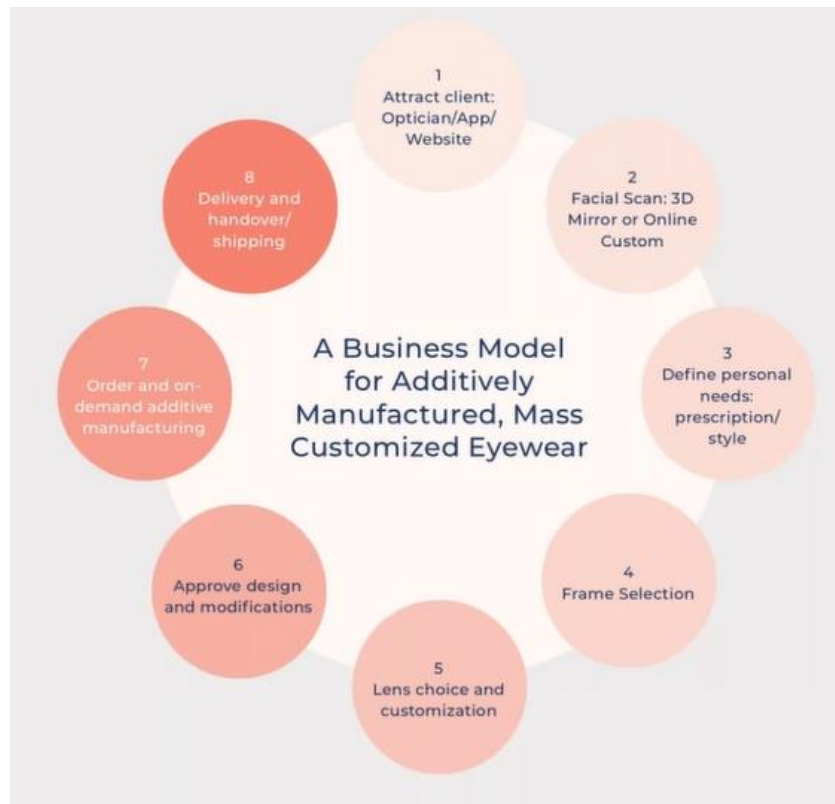 1
Attract client:
Optician/App/
Website
2
Facial Scan: 3D
Mirror or Online
Custom
3
Define personal
needs:
prescription/
style
4
Frame Selection
5
Lens choice and
customization
6
Approve design
and modifications
7
Order and on-
demand additive
manufacturing
8
Delivery and
handover/
shipping
A Business Model
for Additively
Manufactured, Mass
Customized Eyewear